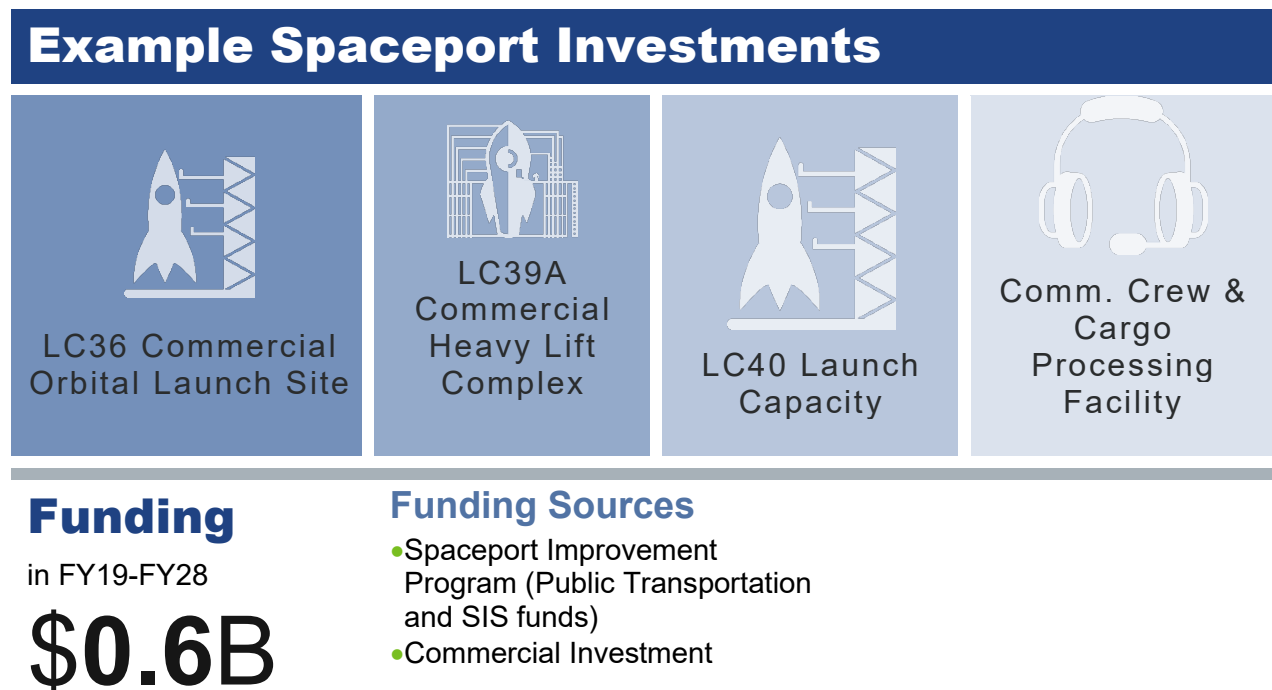 Example Spaceport Investments
LC36 Commercial
Orbital Launch Site
LC39A
Commercial
Heavy Lift
Complex
LC40 Launch
Capacity
Comm. Crew &
Cargo
Processing
Facility
Funding
in FY19-FY28
$0.6B
Funding Sources
•Spaceport Improvement
Program (Public Transportation
and SIS funds)
•Commercial Investment